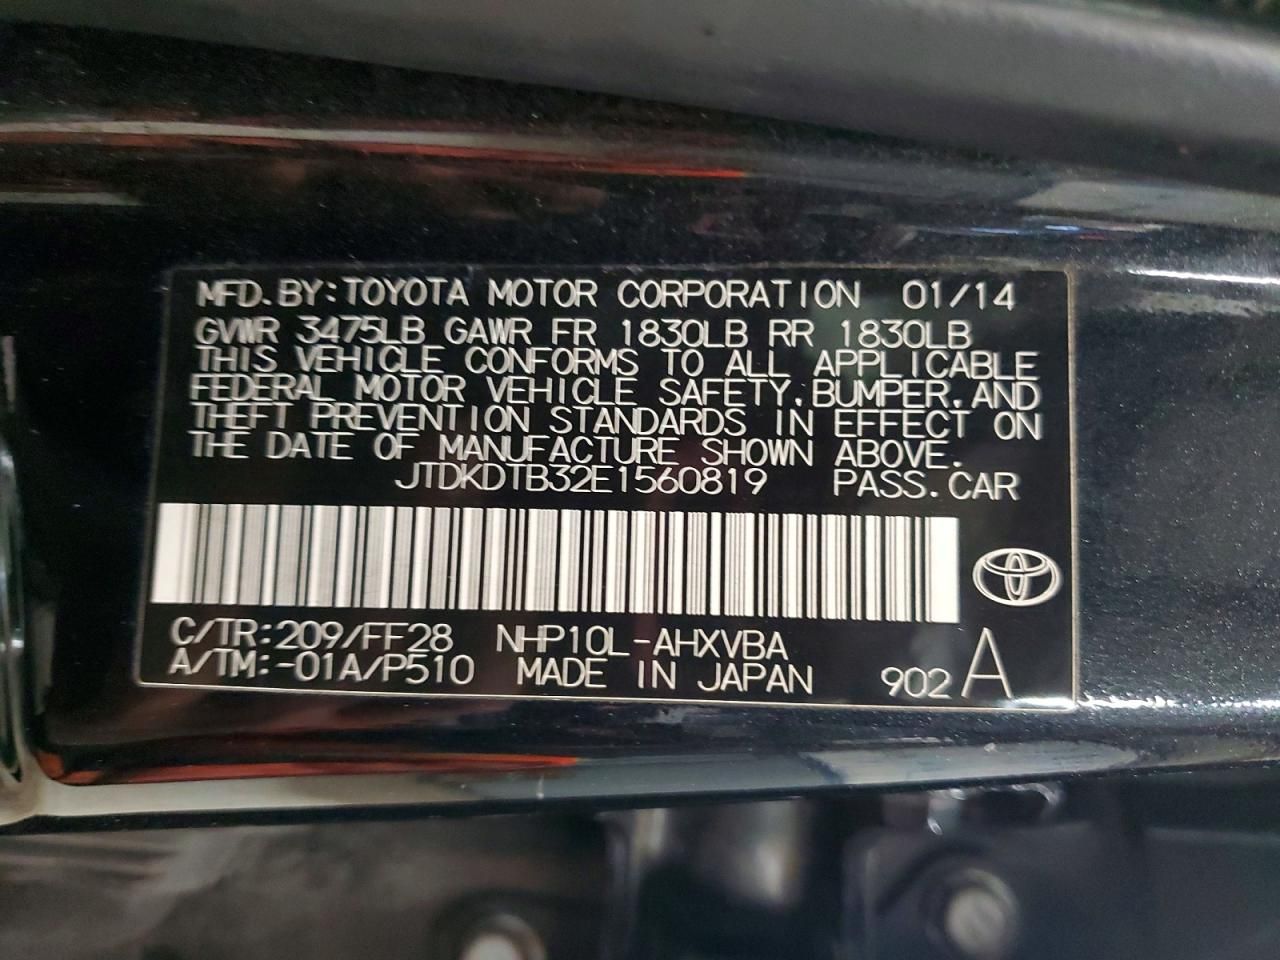 MFD.BY:TOYOTA MOTOR CORPORATION 01/14
GVWR 3475LB GAWR FR 1830LB RR 1830LB
THIS VEHICLE CONFORMS TO ALL APPLICABLE
FEDERAL MOTOR VEHICLE SAFETY,BUMPER,AND
THEFT PREVENTION STANDARDS IN EFFECT ON
THE DATE OF MANUFACTURE SHOWN ABOVE.
JTDKDTB32E1560819 PASS.CAR
C/TR:209/FF28 NHP10L-AHXVBA
A/TM:-01A/P510 MADE IN JAPAN 902 A